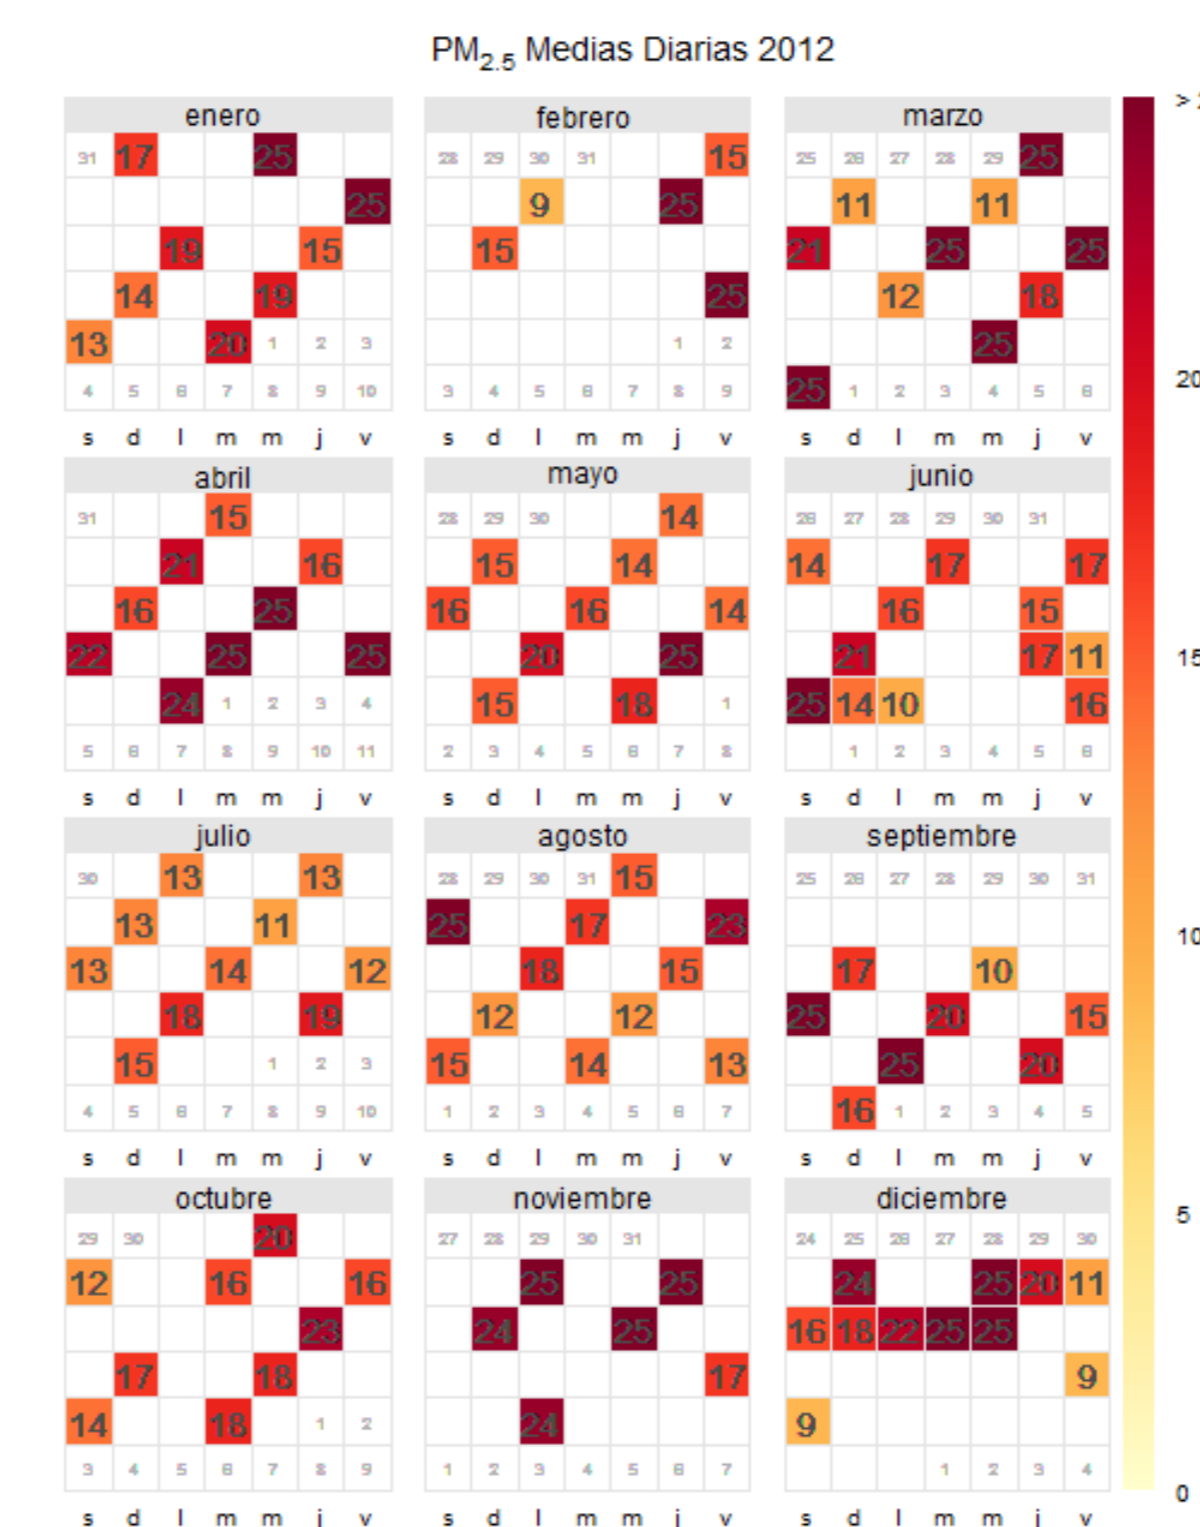 PM2.5 Medias Diarias 2012
enero febrero marzo
31 17 25 28 29 30 31 15 25 26 27 28 29 25 > 2
25 9 25 11 11
19 15 15 21 25 25
14 19 25 12 18
13 20 1 2 3 1 2 25
4 5 6 7 8 9 10 3 4 5 6 7 8 9 25 1 2 3 4 5 6 20
s d l m m j v s d l m m j v s d l m m j v
abril mayo junio
31 15 28 29 30 14 26 27 28 29 30 31
21 16 15 14 14 17 17
16 25 16 16 14 16 15
22 25 25 20 25 21 17 11 15
24 1 2 3 4 15 18 1 25 14 10 16
5 6 7 8 9 10 11 2 3 4 5 6 7 8 1 2 3 4 5 6
s d l m m j v s d l m m j v s d l m m j v
julio agosto septiembre
30 13 13 28 29 30 31 15 25 26 27 28 29 30 31
13 11 25 17 23 10
13 14 12 18 15 17 10
18 19 12 12 25 20 15
15 1 2 3 15 14 13 25 20
4 5 6 7 8 9 10 1 2 3 4 5 6 7 16 1 2 3 4 5
s d l m m j v s d l m m j v s d l m m j v
octubre noviembre diciembre
29 30 20 27 28 29 30 31 24 25 26 27 28 29 30 5
12 16 16 25 25 24 25 20 11
23 24 25 16 18 22 25 25
17 18 17 9
14 18 1 2 24 9
3 4 5 6 7 8 9 1 2 3 4 5 6 7 1 2 3 4 0
s d l m m j v s d l m m j v s d l m m j v